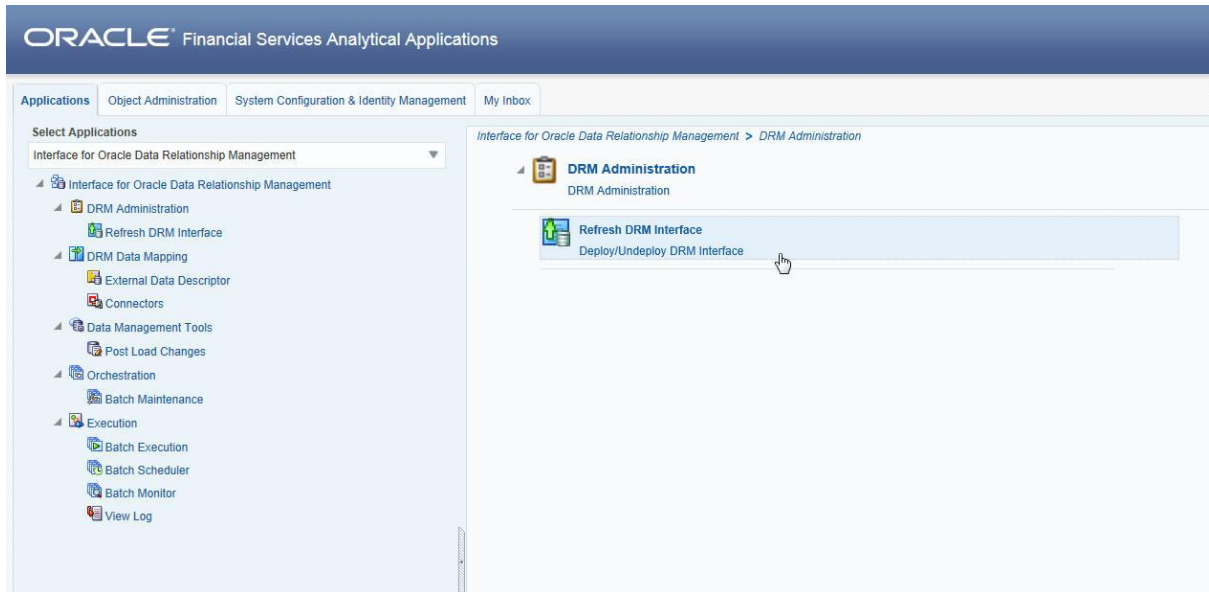 ORACLE® Financial Services Analytical Applications
Applications Object Administration System Configuration & Identity Management My Inbox
Select Applications
Interface for Oracle Data Relationship Management
Interface for Oracle Data Relationship Management
DRM Administration
Refresh DRM Interface
DRM Data Mapping
External Data Descriptor
Connectors
Data Management Tools
Post Load Changes
Orchestration
Batch Maintenance
Execution
Batch Execution
Batch Scheduler
Batch Monitor
View Log
Interface for Oracle Data Relationship Management > DRM Administration
DRM Administration
DRM Administration
Refresh DRM Interface
Deploy/Undeploy DRM Interface